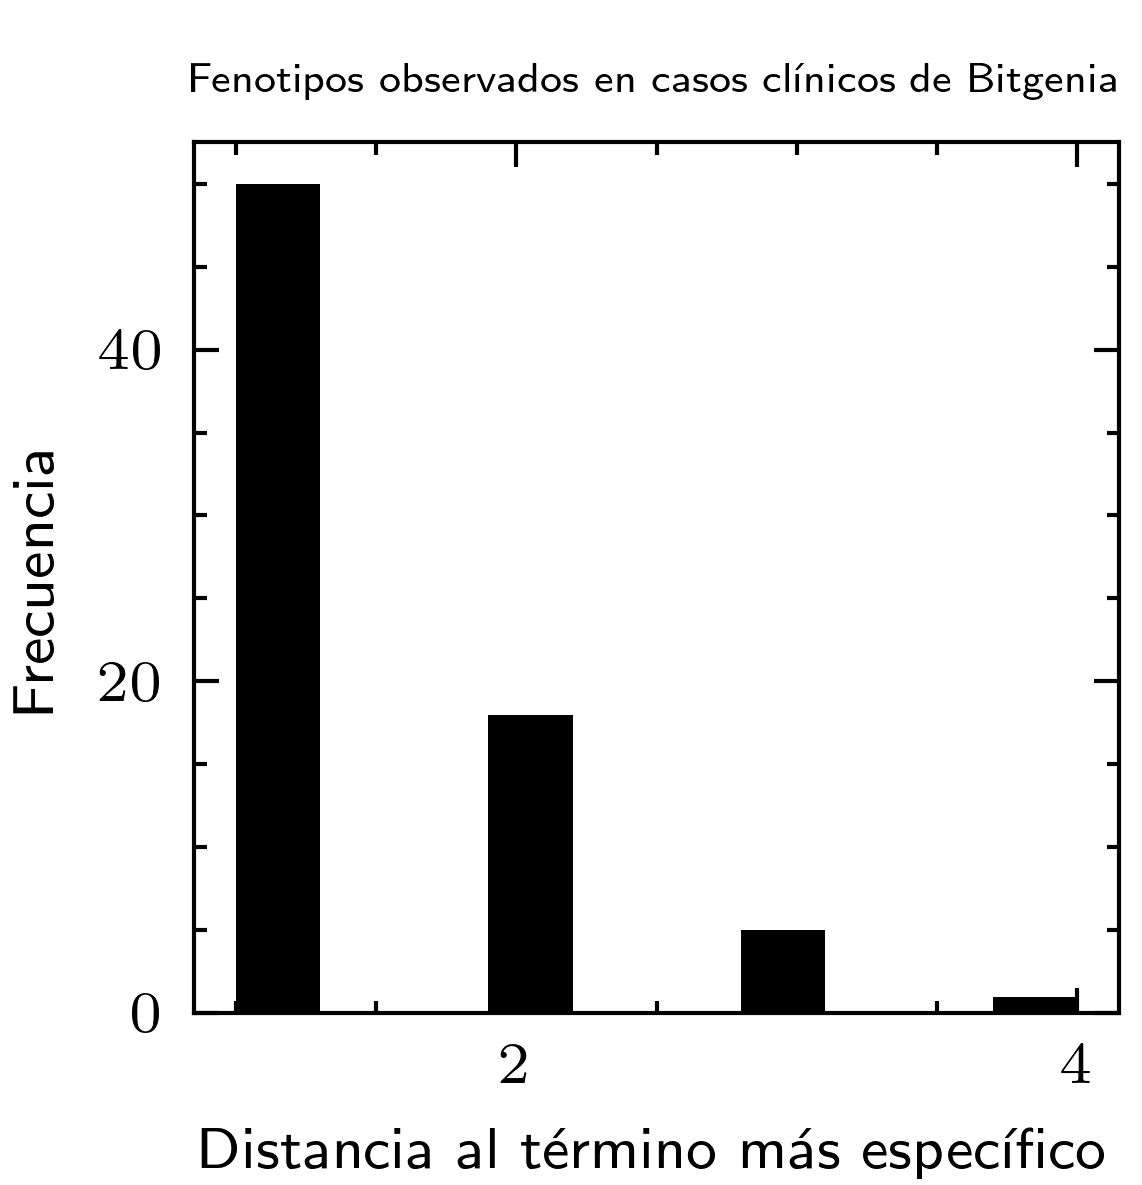 Fenotipos observados en casos clínicos de Bitgenia
40
20
0
Frecuencia
2 4
Distancia al término más específico